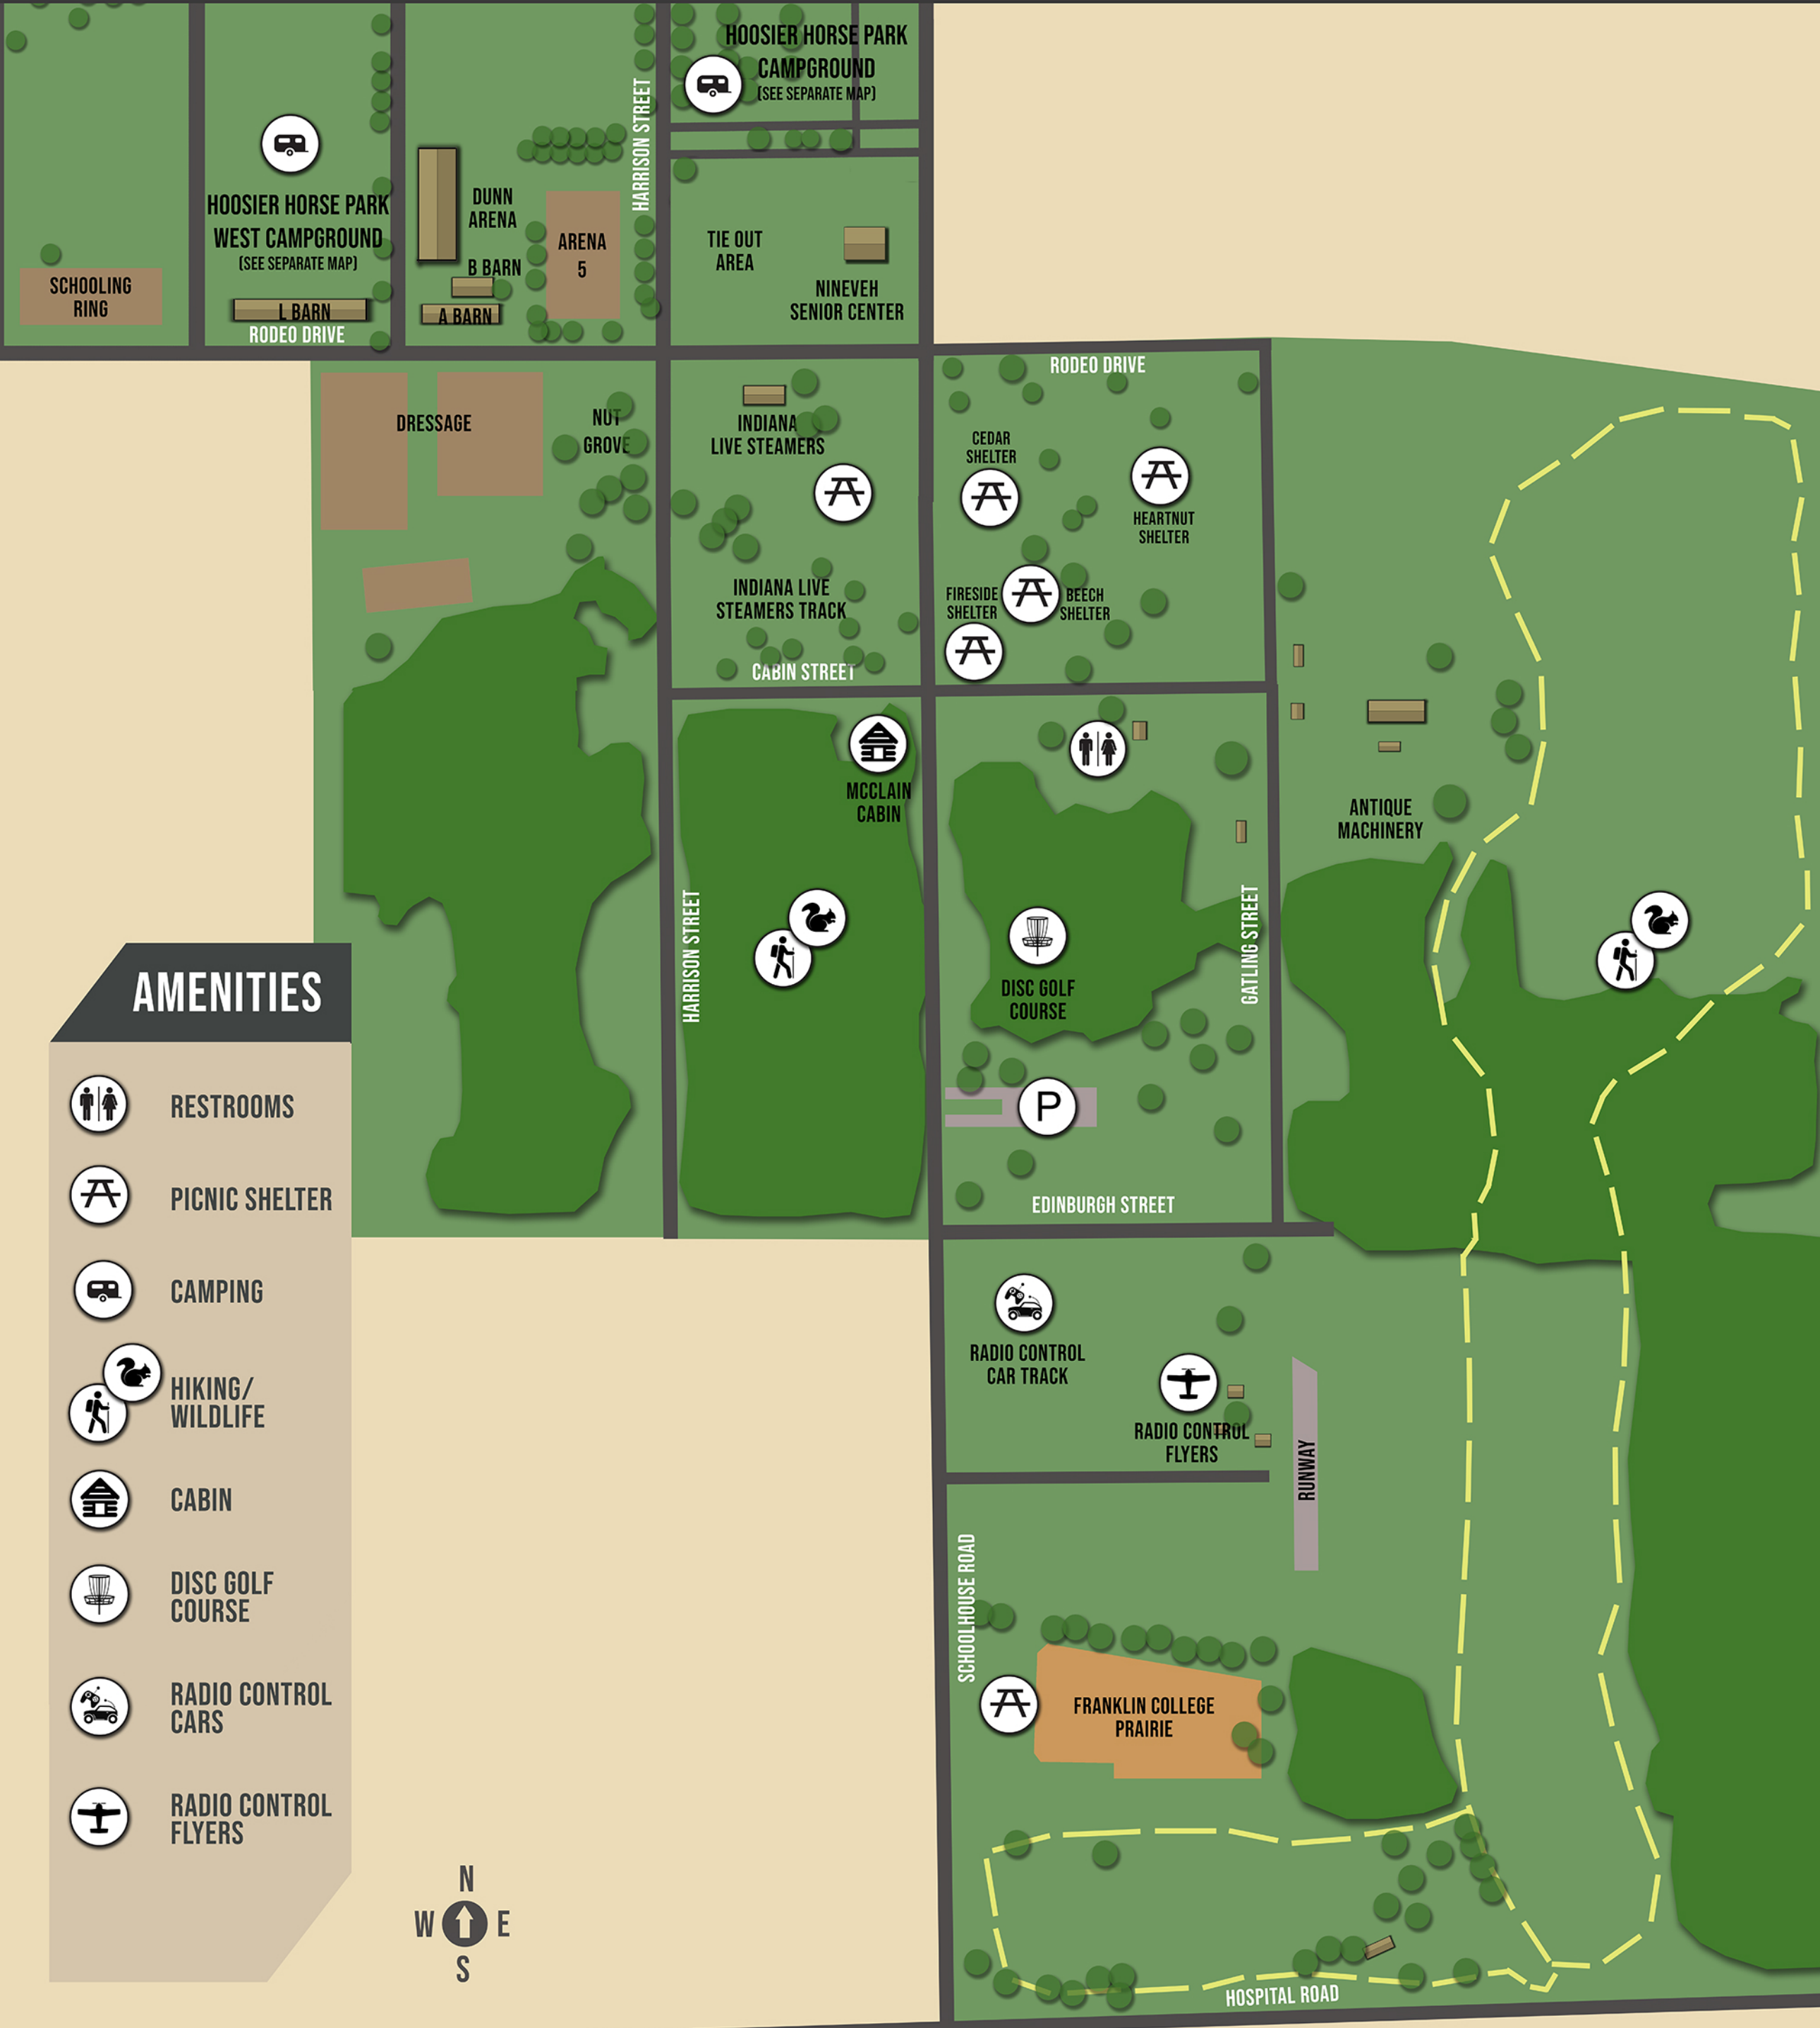 HOOSIER HORSE PARK
CAMPGROUND
(SEE SEPARATE MAP)
HARRISON STREET
HOOSIER HORSE PARK
WEST CAMPGROUND
(SEE SEPARATE MAP)
DUNN
ARENA
B BARN
A BARN
ARENA
5
TIE OUT
AREA
NINEVEH
SENIOR CENTER
SCHOOLING
RING
L BARN
RODEO DRIVE
RODEO DRIVE
DRESSAGE
NUT
GROVE
INDIANA
LIVE STEAMERS
CEDAR
SHELTER
HEARTNUT
SHELTER
INDIANA LIVE
STEAMERS TRACK
FIRESIDE
SHELTER
BEECH
SHELTER
CABIN STREET
MCCLAIN
CABIN
ANTIQUE
MACHINERY
HARRISON STREET
GATLING STREET
DISC GOLF
COURSE
P
EDINBURGH STREET
RADIO CONTROL
CAR TRACK
RADIO CONTROL
FLYERS
RUNWAY
SCHOOLHOUSE ROAD
FRANKLIN COLLEGE
PRAIRIE
HOSPITAL ROAD
AMENITIES
RESTROOMS
PICNIC SHELTER
CAMPING
HIKING/
WILDLIFE
CABIN
DISC GOLF
COURSE
RADIO CONTROL
CARS
RADIO CONTROL
FLYERS
N
W E
S